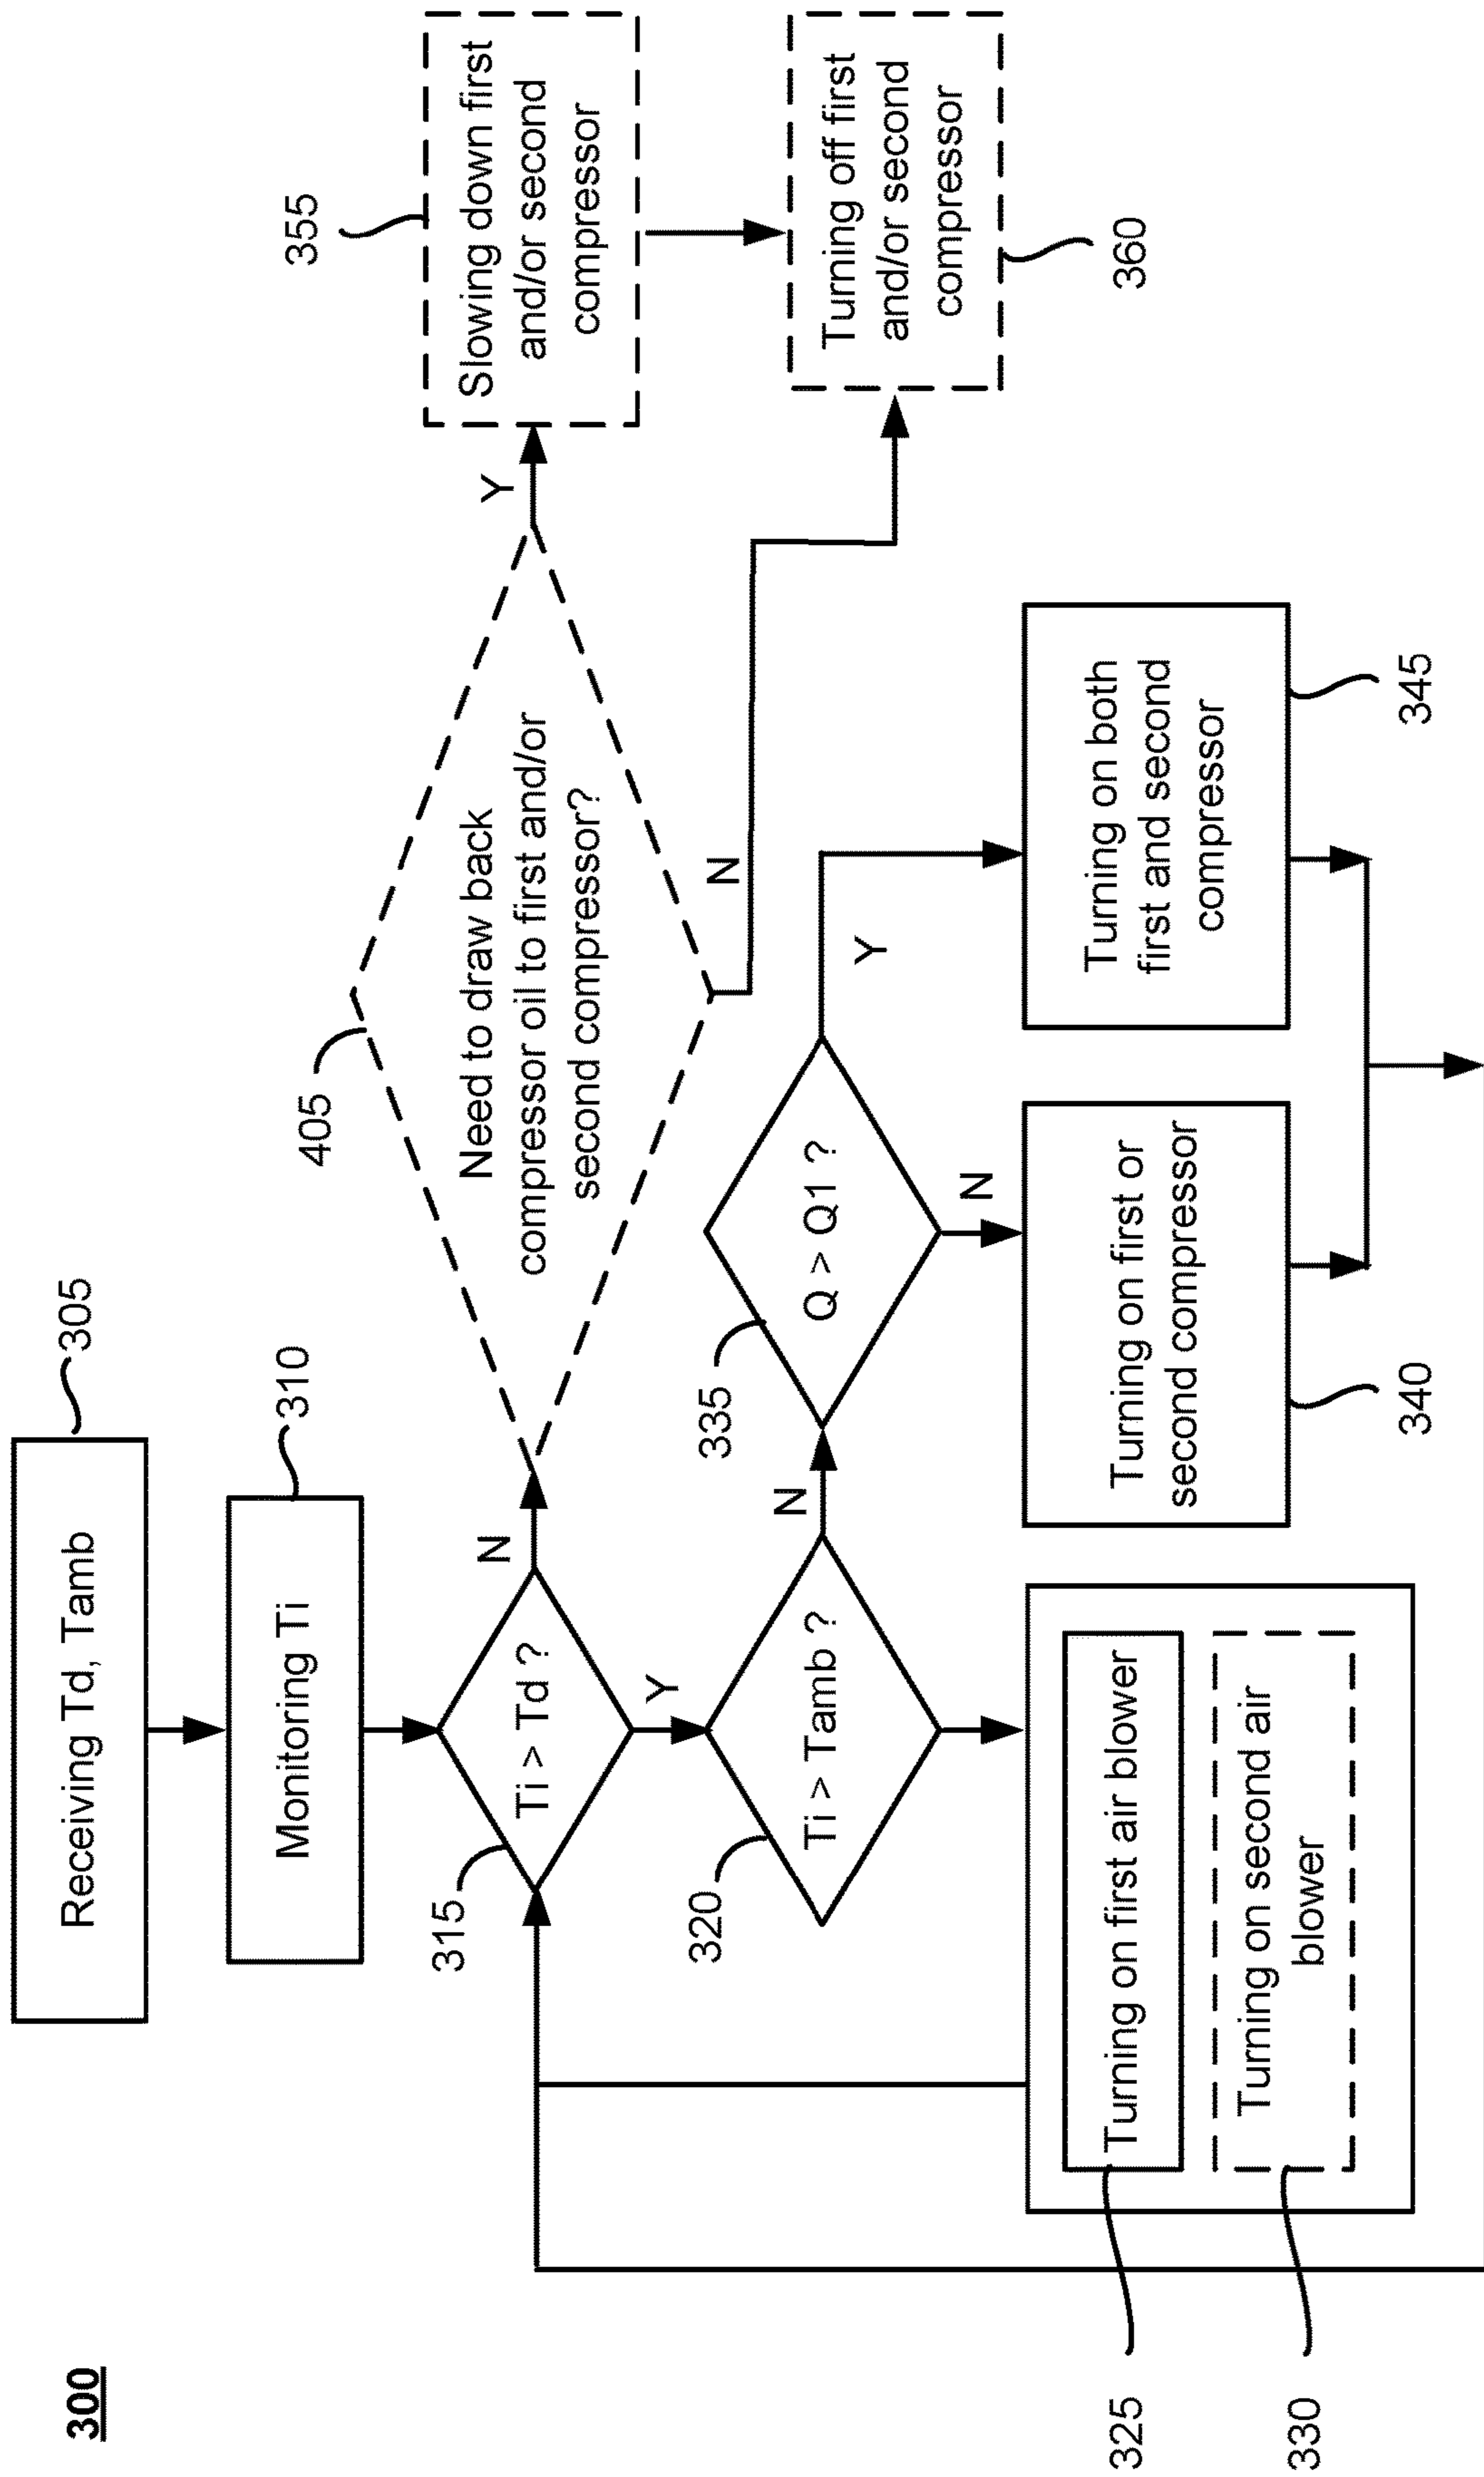 300
Receiving Td, Tamb
305
Monitoring Ti
310
315
Ti > Td ?
N
Y
405
Need to draw back
compressor oil to first and/or
second compressor?
Y
N
355
Slowing down first
and/or second
compressor
Turning off first
and/or second
compressor
360
320
Ti > Tamb ?
N
335
Q > Q1 ?
Y
N
Turning on first air blower
325
Turning on second air
blower
330
Turning on first or
second compressor
340
Turning on both
first and second
compressor
345